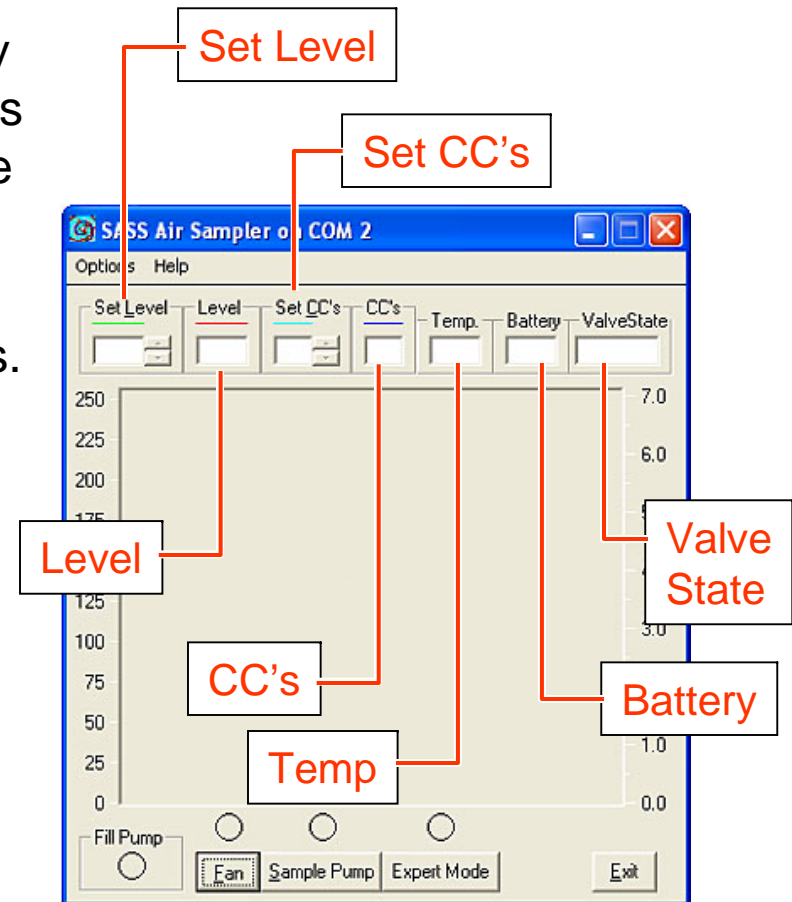 Set Level
Set CC's
s.
SASS Air Sampler on COM 2
Options Help
Set Level Level Set CC's CC's Temp. Battery ValveState
250 7.0
225
6.0
200
Level
Valve
State
125
100
3.0
CC's
75
Battery
50
1.0
Temp
25
0 0.0
Fill Pump
Fan Sample Pump Expert Mode Exit